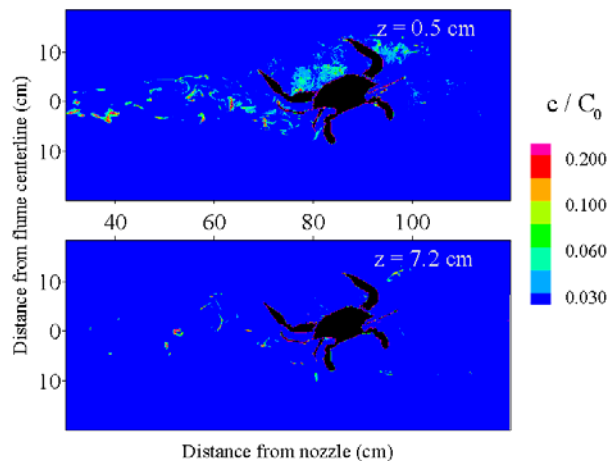 z = 0.5 cm
10
0
10
40
60
80
100
z = 7.2 cm
10
0
10
Distance from flume centerline (cm)
Distance from nozzle (cm)
c / C₀
0.200
0.100
0.060
0.030